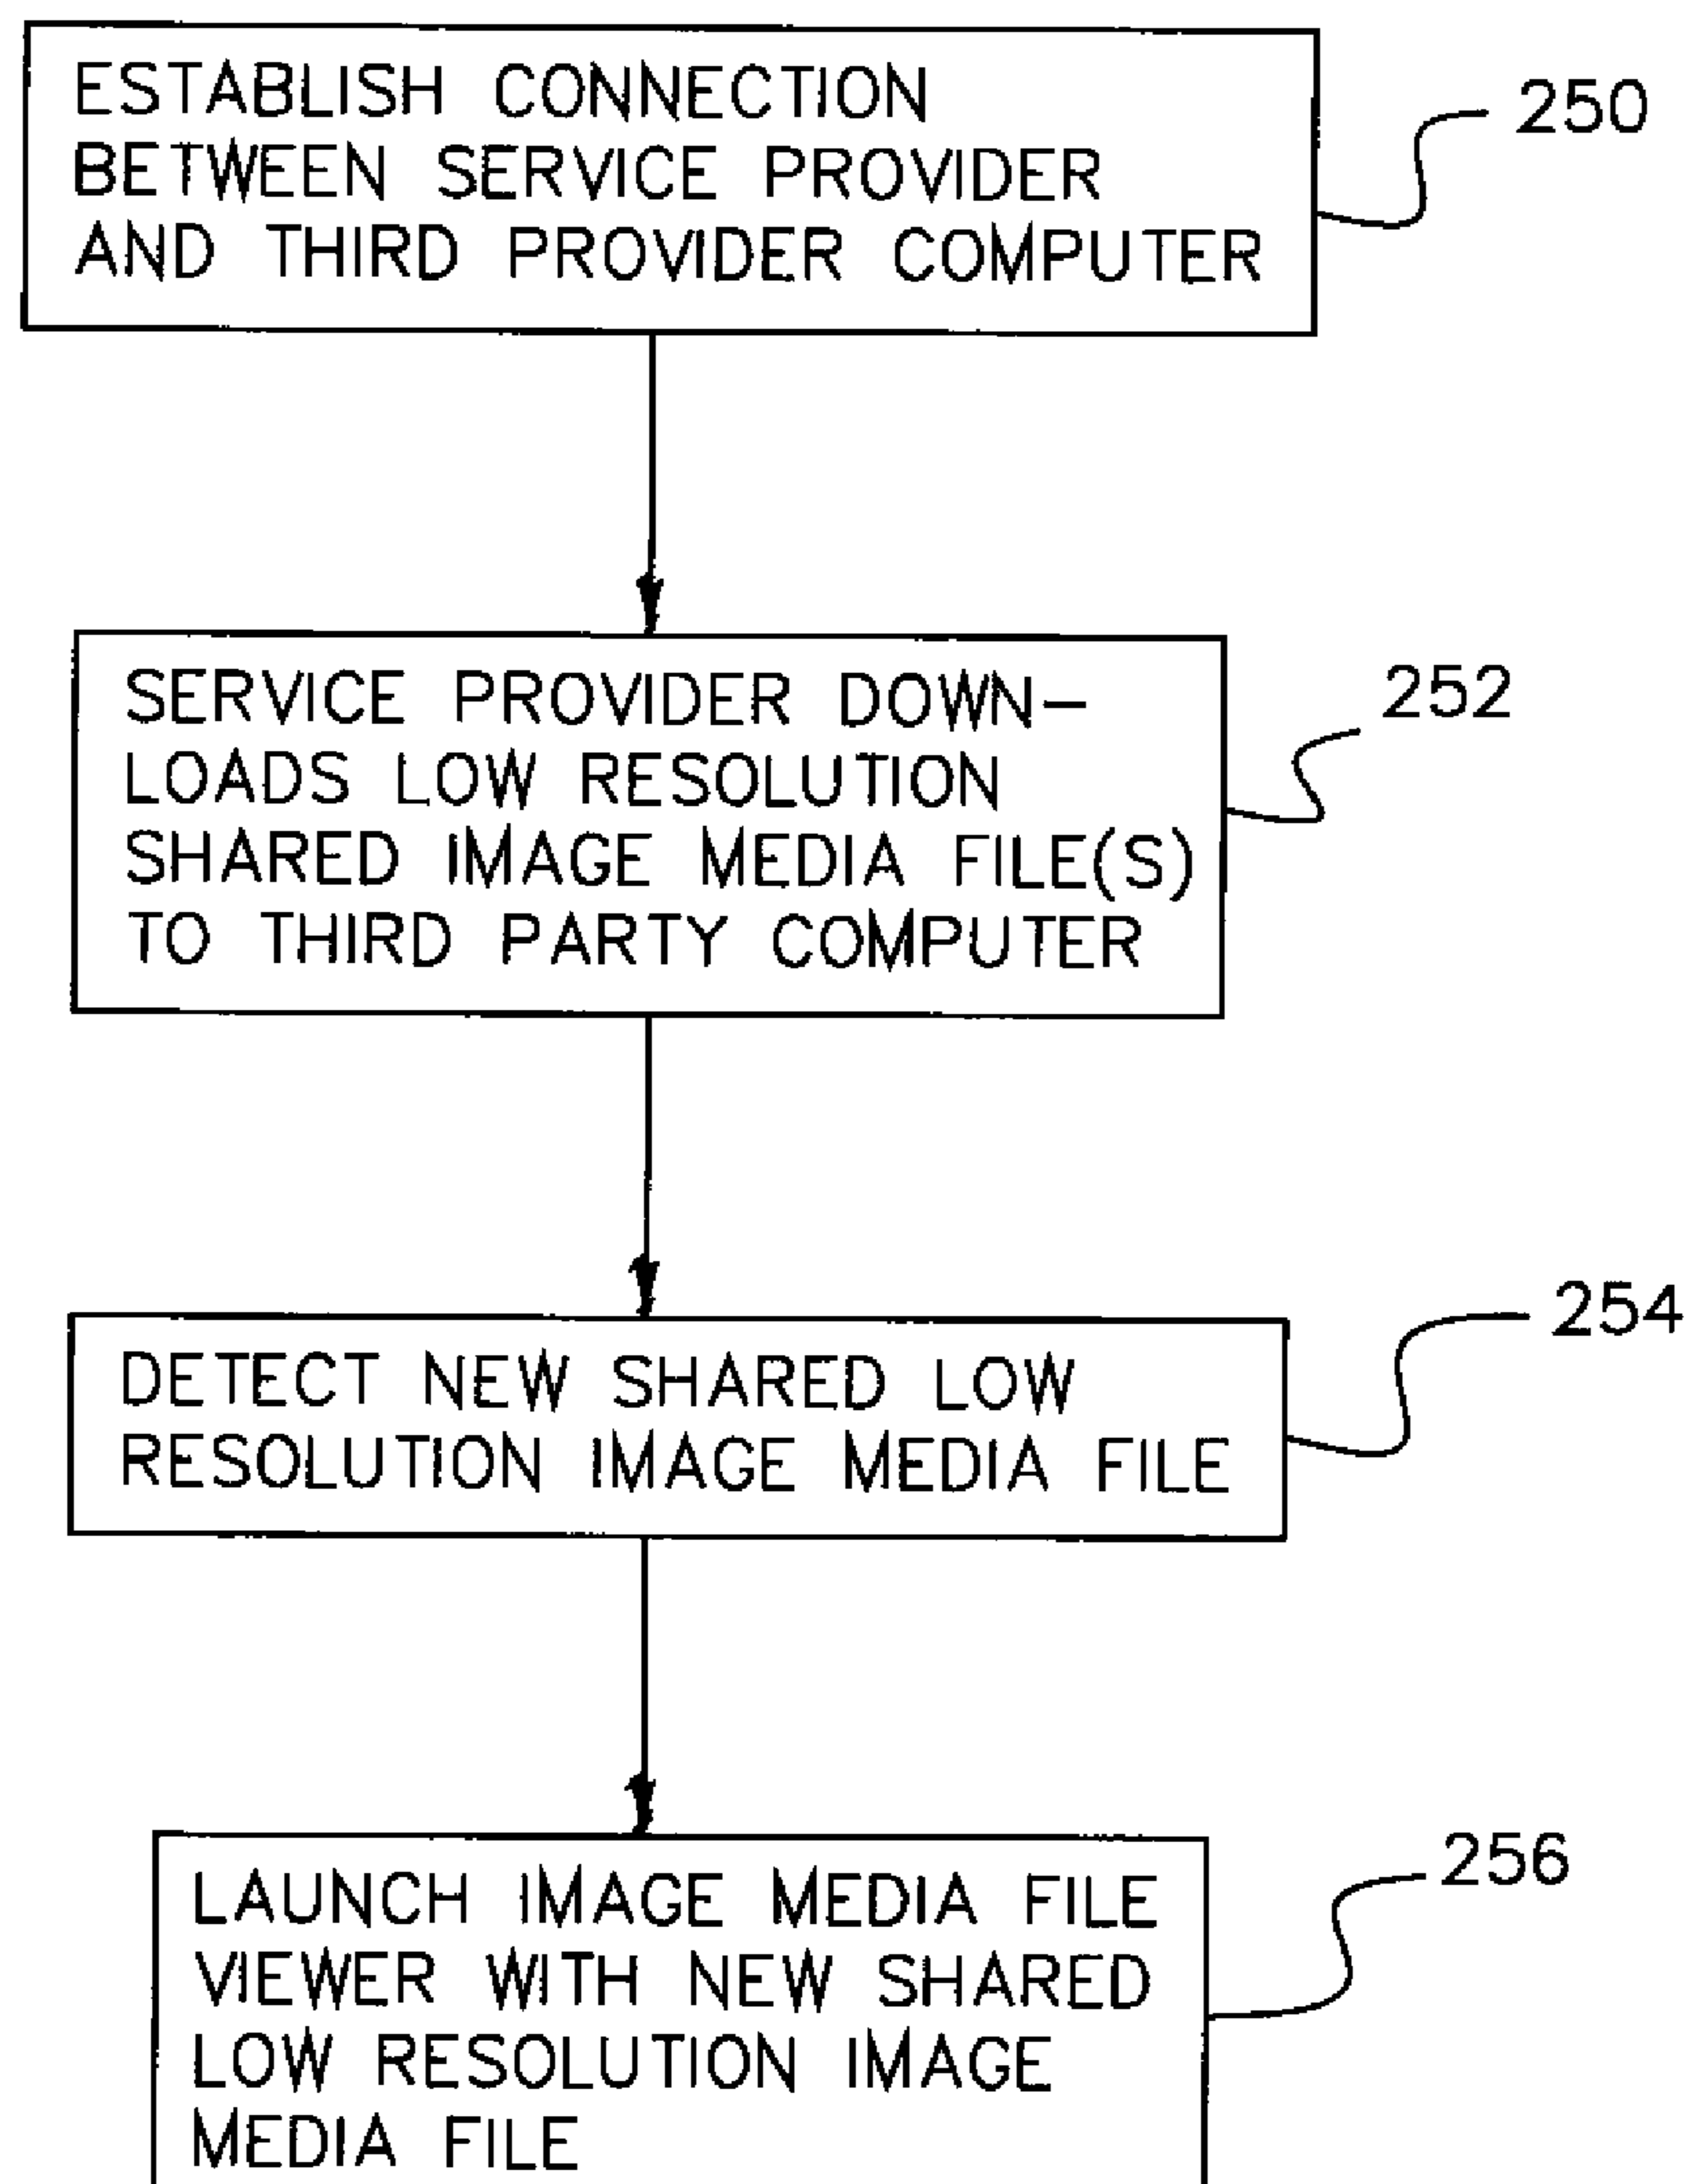 ESTABLISH CONNECTION
BETWEEN SERVICE PROVIDER
AND THIRD PROVIDER COMPUTER
250
SERVICE PROVIDER DOWN-
LOADS LOW RESOLUTION
SHARED IMAGE MEDIA FILE(S)
TO THIRD PARTY COMPUTER
252
DETECT NEW SHARED LOW
RESOLUTION IMAGE MEDIA FILE
254
LAUNCH IMAGE MEDIA FILE
VIEWER WITH NEW SHARED
LOW RESOLUTION IMAGE
MEDIA FILE
256